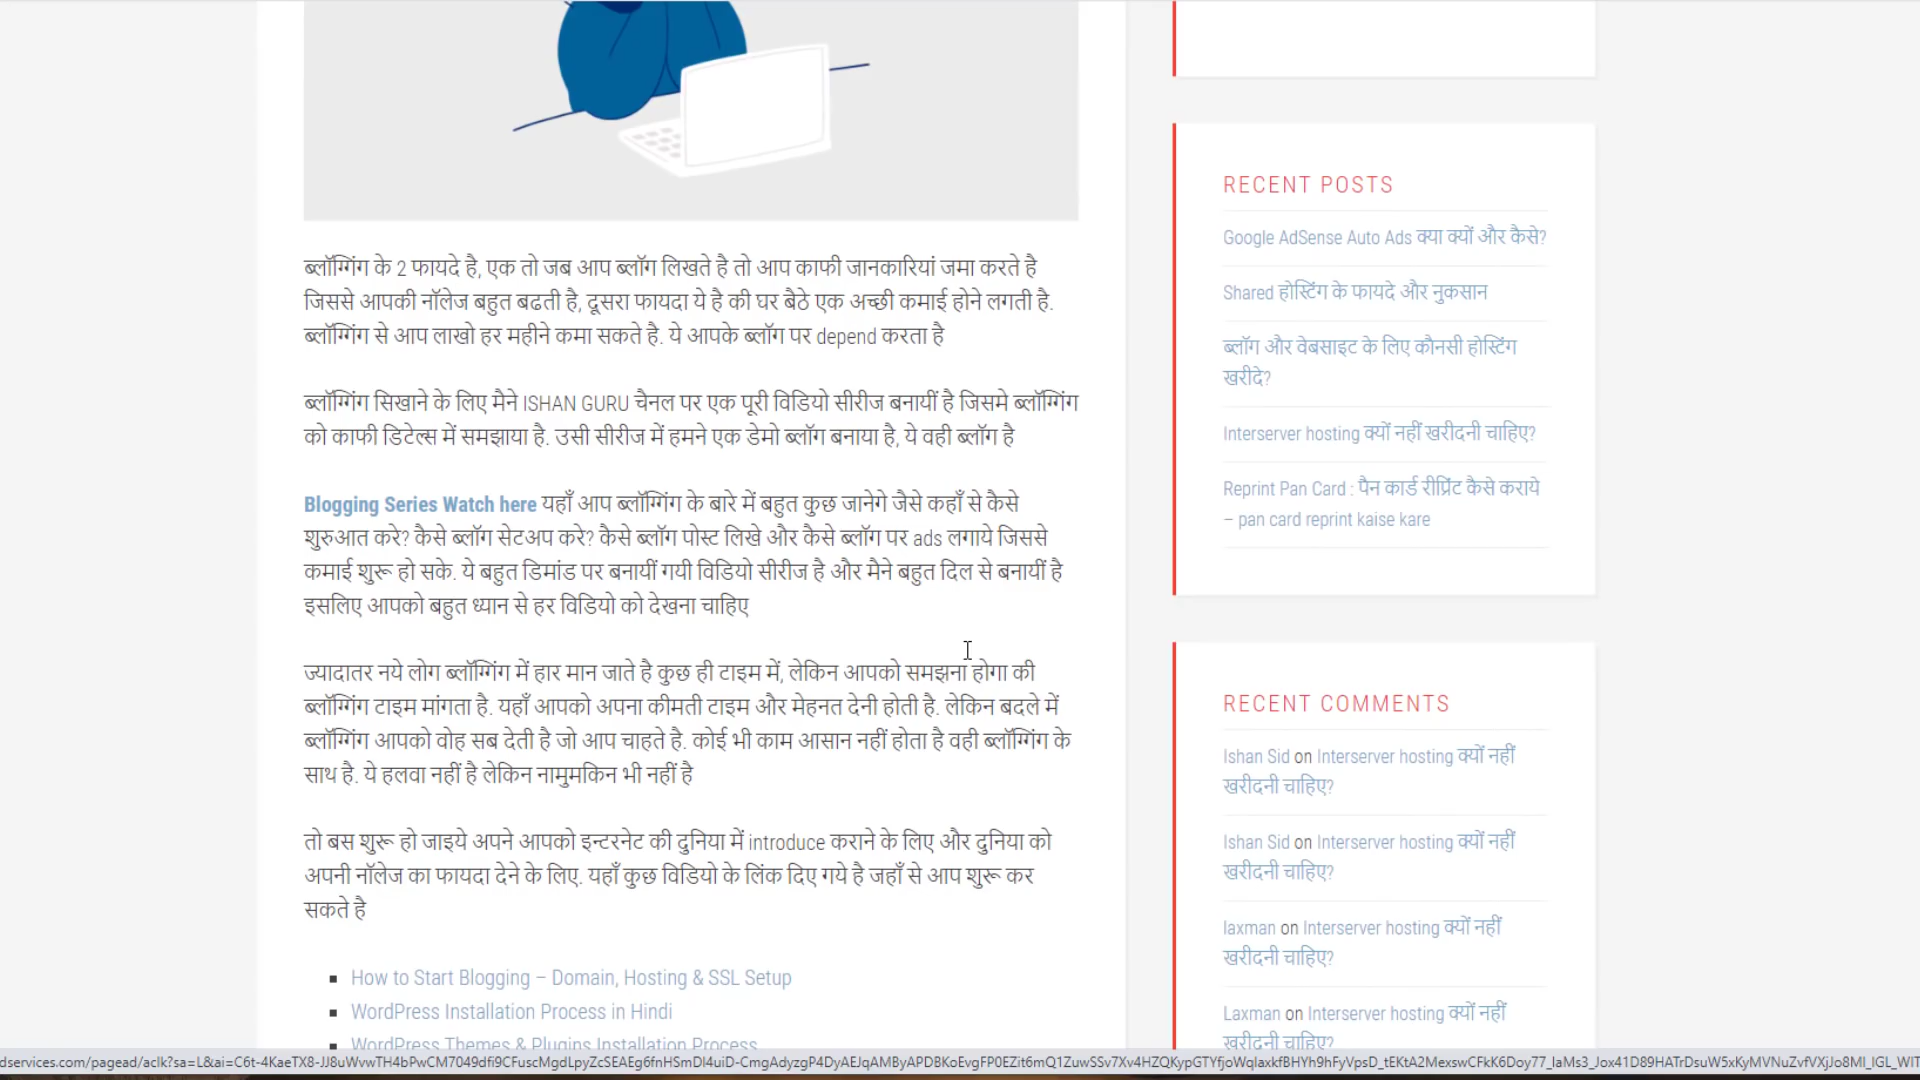 ब्लॉग्गिंग के 2 फायदे है, एक तो जब आप ब्लॉग लिखते है तो आप काफी जानकारियां जमा करते है
जिससे आपकी नॉलेज बहुत बढती है, दूसरा फायदा ये है की घर बैठे एक अच्छी कमाई होने लगती है.
ब्लॉग्गिंग से आप लाखो हर महीने कमा सकते है. ये आपके ब्लॉग पर depend करता है
ब्लॉग्गिंग सिखाने के लिए मैने ISHAN GURU चैनल पर एक पूरी विडियो सीरीज बनायीं है जिसमे ब्लॉग्गिंग
को काफी डिटेल्स में समझाया है. उसी सीरीज में हमने एक डेमो ब्लॉग बनाया है, ये वही ब्लॉग है
Blogging Series Watch here यहाँ आप ब्लॉग्गिंग के बारे में बहुत कुछ जानेगे जैसे कहाँ से कैसे
शुरुआत करे? कैसे ब्लॉग सेटअप करे? कैसे ब्लॉग पोस्ट लिखे और कैसे ब्लॉग पर ads लगाये जिससे
कमाई शुरू हो सके. ये बहुत डिमांड पर बनायीं गयी विडियो सीरीज है और मैने बहुत दिल से बनायीं है
इसलिए आपको बहुत ध्यान से हर विडियो को देखना चाहिए
ज्यादातर नये लोग ब्लॉग्गिंग में हार मान जाते है कुछ ही टाइम में, लेकिन आपको समझना होगा की
ब्लॉग्गिंग टाइम मांगता है. यहाँ आपको अपना कीमती टाइम और मेहनत देनी होती है. लेकिन बदले में
ब्लॉग्गिंग आपको वोह सब देती है जो आप चाहते है. कोई भी काम आसान नहीं होता है वही ब्लॉग्गिंग के
साथ है. ये हलवा नहीं है लेकिन नामुमकिन भी नहीं है
तो बस शुरू हो जाइये अपने आपको इन्टरनेट की दुनिया में introduce कराने के लिए और दुनिया को
अपनी नॉलेज का फायदा देने के लिए. यहाँ कुछ विडियो के लिंक दिए गये है जहाँ से आप शुरू कर
सकते है
How to Start Blogging – Domain, Hosting & SSL Setup
WordPress Installation Process in Hindi
WordPress Themes & Plugins Installation Process
RECENT POSTS
Google AdSense Auto Ads क्या क्यों और कैसे?
Shared होस्टिंग के फायदे और नुकसान
ब्लॉग और वेबसाइट के लिए कौनसी होस्टिंग
खरीदे?
Interserver hosting क्यों नहीं खरीदनी चाहिए?
Reprint Pan Card : पैन कार्ड रीप्रिंट कैसे कराये
– pan card reprint kaise kare
RECENT COMMENTS
Ishan Sid on Interserver hosting क्यों नहीं
खरीदनी चाहिए?
Ishan Sid on Interserver hosting क्यों नहीं
खरीदनी चाहिए?
laxman on Interserver hosting क्यों नहीं
खरीदनी चाहिए?
Laxman on Interserver hosting क्यों नहीं
खरीदनी चाहिए?